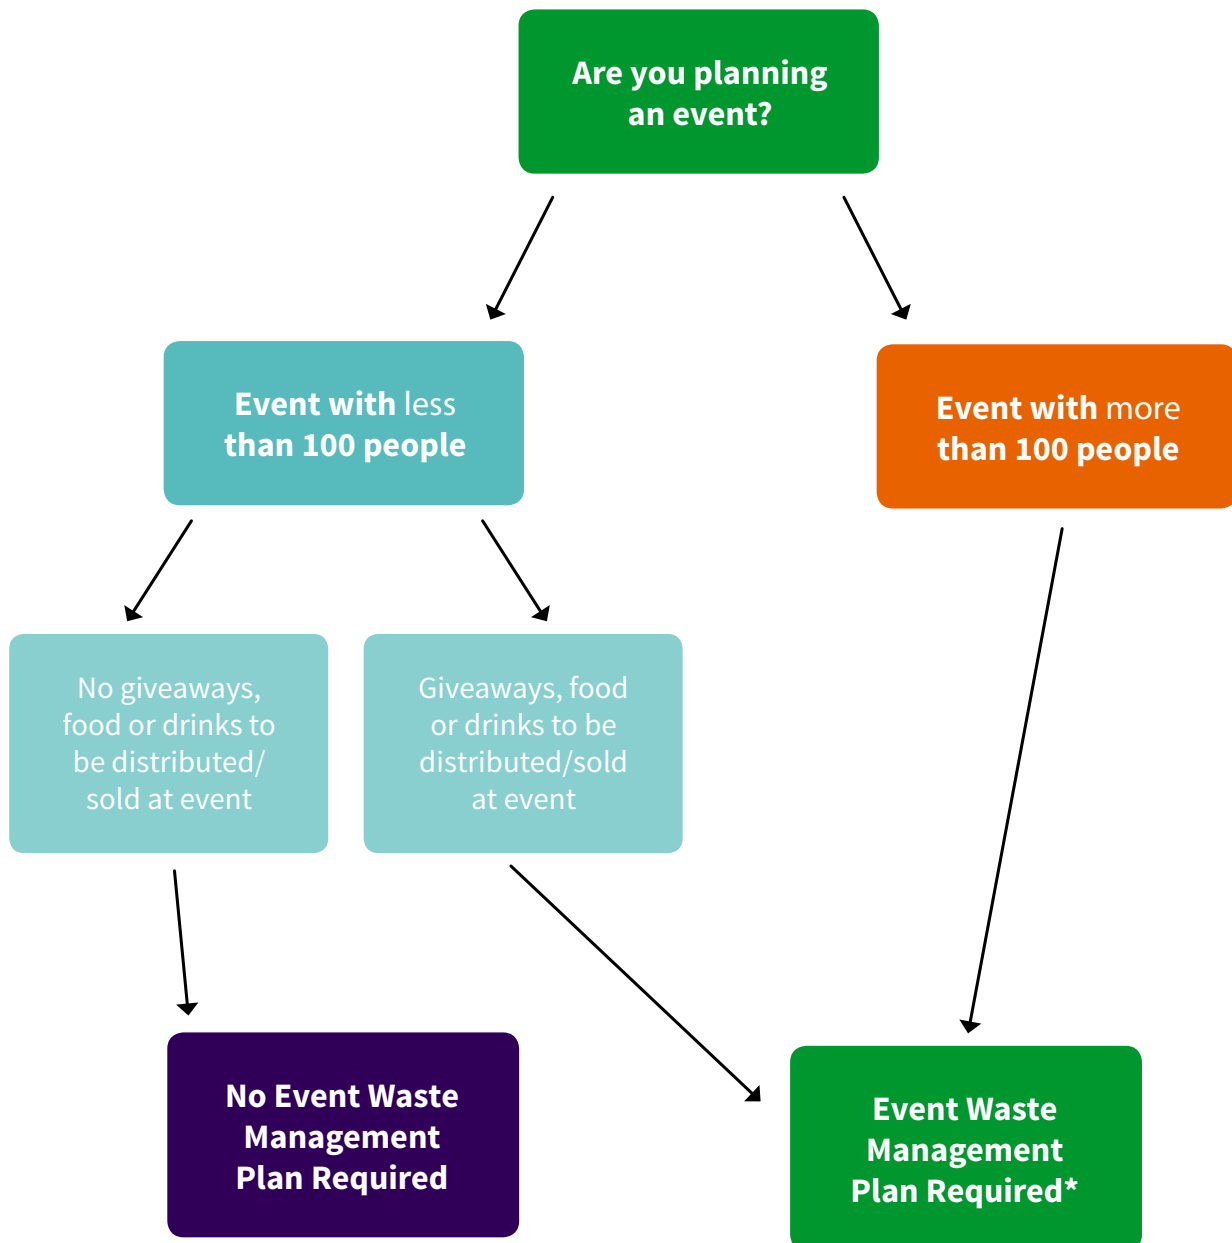 Are you planning
an event?
Event with less
than 100 people
Event with more
than 100 people
No giveaways,
food or drinks to
be distributed/
sold at event
Giveaways, food
or drinks to be
distributed/sold
at event
No Event Waste
Management
Plan Required
Event Waste
Management
Plan Required*